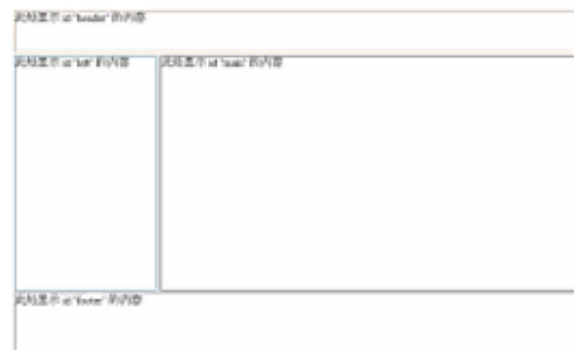 此处显示 id "header" 的内容
此处显示 id "left" 的内容
此处显示 id "main" 的内容
此处显示 id "footer" 的内容